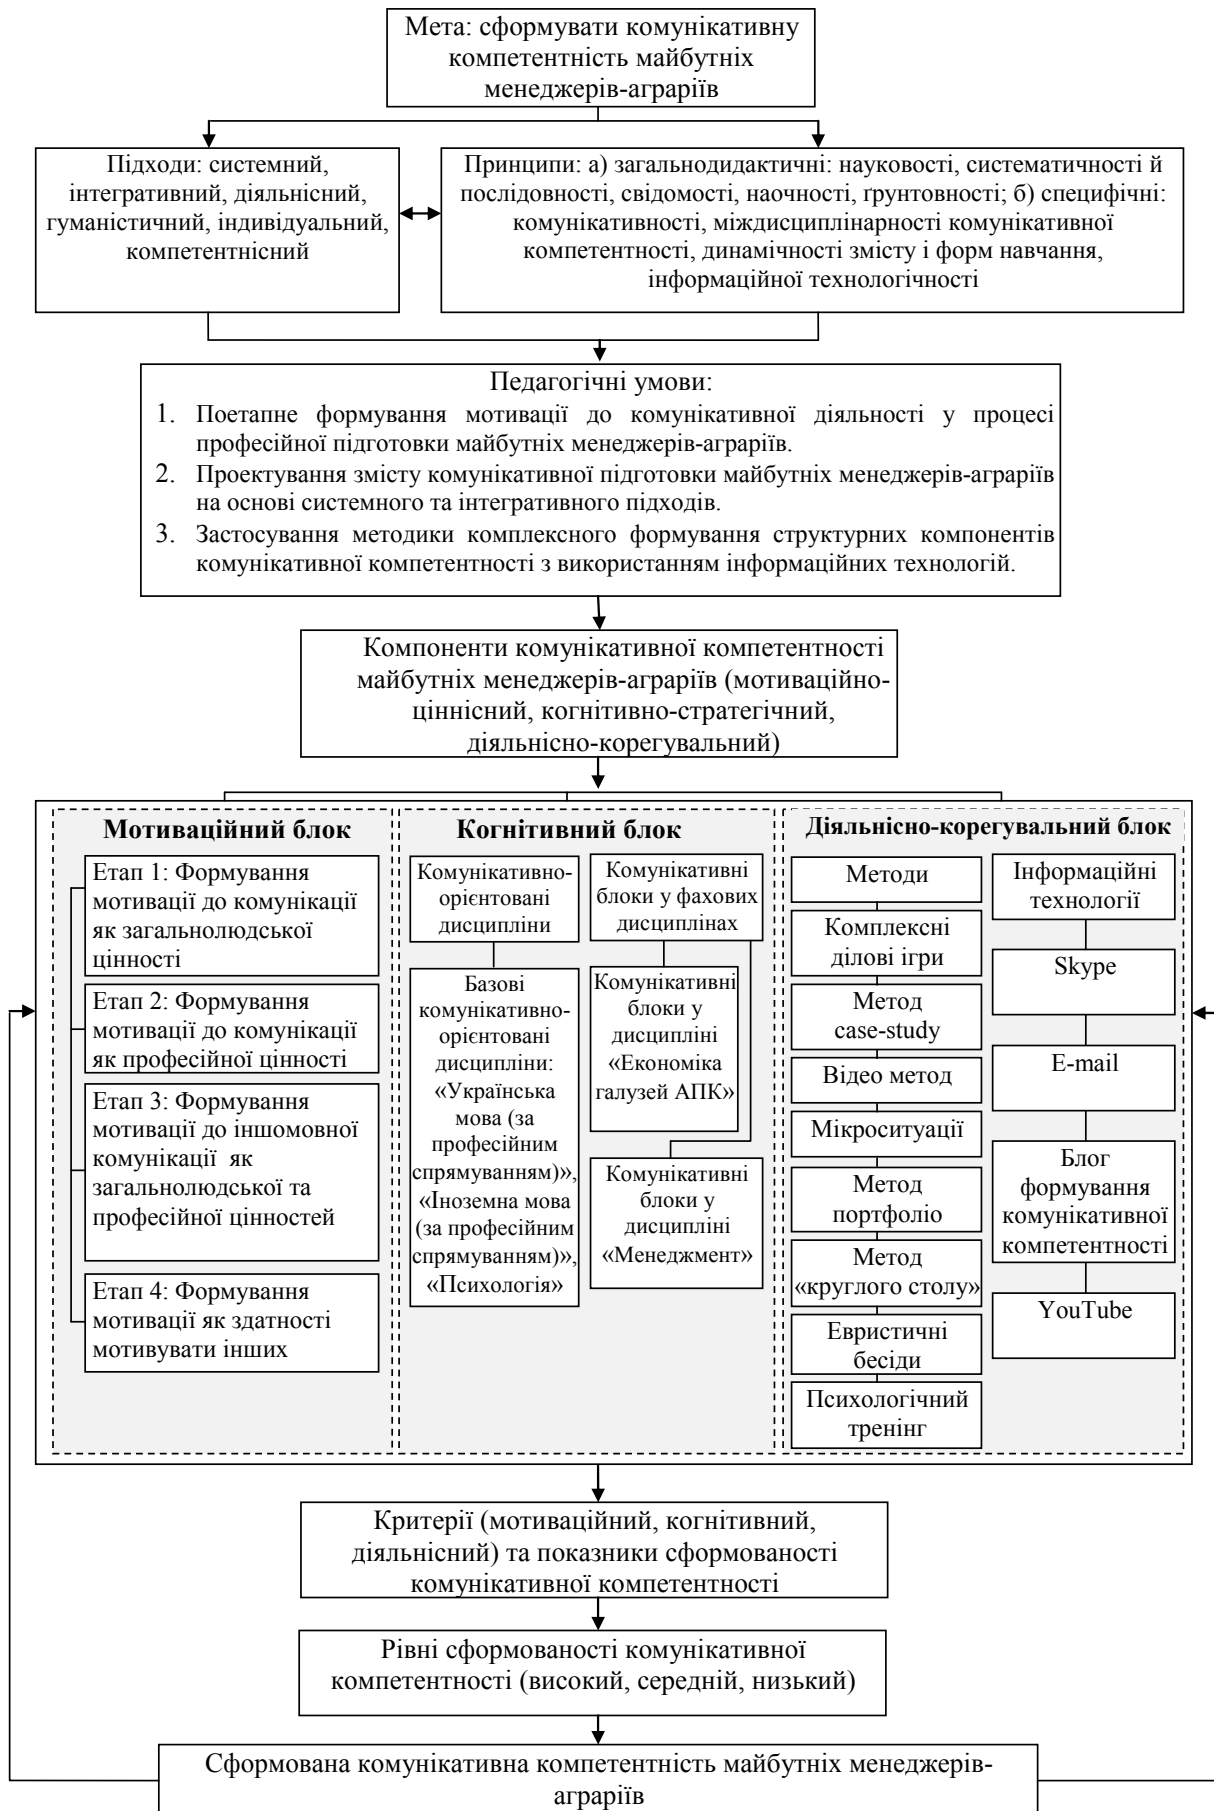 Мета: сформувати комунікативну
компетентність майбутніх
менеджерів-аграріїв
Підходи: системний,
інтегративний, діяльнісний,
гуманістичний, індивідуальний,
компетентнісний
Принципи: а) загальнодидактичні: науковості, систематичності й
послідовності, свідомості, наочності, ґрунтовності; б) специфічні:
комунікативності, міждисциплінарності комунікативної
компетентності, динамічності змісту і форм навчання,
інформаційної технологічності
Педагогічні умови:
1. Поетапне формування мотивації до комунікативної діяльності у процесі
професійної підготовки майбутніх менеджерів-аграріїв.
2. Проектування змісту комунікативної підготовки майбутніх менеджерів-аграріїв
на основі системного та інтегративного підходів.
3. Застосування методики комплексного формування структурних компонентів
комунікативної компетентності з використанням інформаційних технологій.
Компоненти комунікативної компетентності
майбутніх менеджерів-аграріїв (мотиваційно-
ціннісний, когнітивно-стратегічний,
діяльнісно-корегувальний)
Мотиваційний блок
Етап 1: Формування
мотивації до комунікації
як загальнолюдської
цінності
Етап 2: Формування
мотивації до комунікації
як професійної цінності
Етап 3: Формування
мотивації до іншомовної
комунікації як
загальнолюдської та
професійної цінностей
Етап 4: Формування
мотивації як здатності
мотивувати інших
Когнітивний блок
Комунікативно-
орієнтовані
дисципліни
Базові
комунікативно-
орієнтовані
дисципліни:
«Українська
мова (за
професійним
спрямуванням)»,
«Іноземна мова
(за професійним
спрямуванням)»,
«Психологія»
Комунікативні
блоки у фахових
дисциплінах
Комунікативні
блоки у
дисципліні
«Економіка
галузей АПК»
Комунікативні
блоки у
дисципліні
«Менеджмент»
Діяльнісно-корегувальний блок
Методи
Комплексні
ділові ігри
Метод
case-study
Відео метод
Мікроситуації
Метод
портфоліо
Метод
«круглого столу»
Евристичні
бесіди
Психологічний
тренінг
Інформаційні
технології
Skype
E-mail
Блог
формування
комунікативної
компетентності
YouTube
Критерії (мотиваційний, когнітивний,
діяльнісний) та показники сформованості
комунікативної компетентності
Рівні сформованості комунікативної
компетентності (високий, середній, низький)
Сформована комунікативна компетентність майбутніх менеджерів-
аграріїв